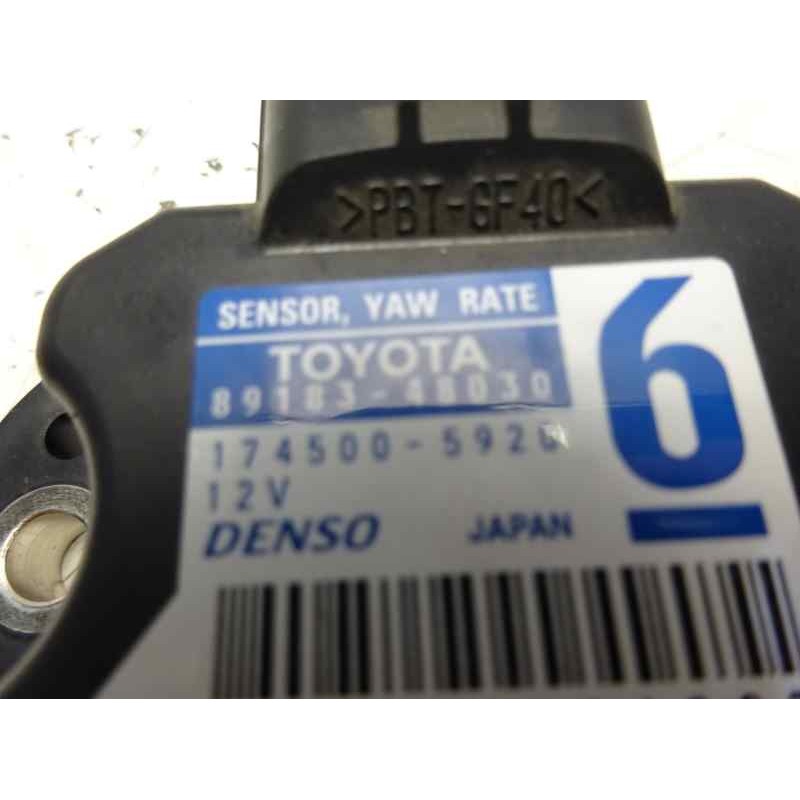 >PBT-GF40<
SENSOR, YAW RATE
TOYOTA
89183-48030
6
12V
DENSO JAPAN